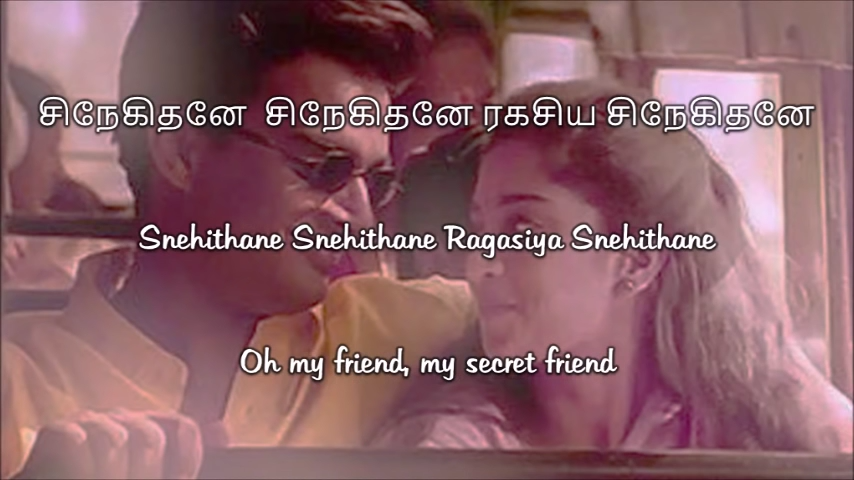 சிநேகிதனே சிநேகிதனே ரகசிய சிநேகிதனே
Snehithane Snehithane Ragasiya Snehithane
Oh my friend, my secret friend